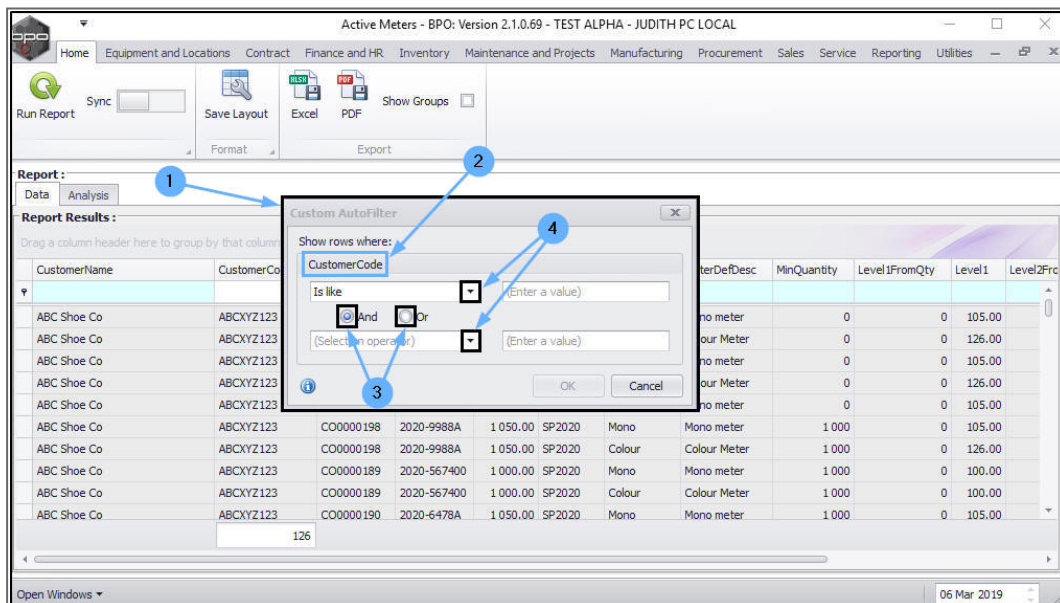 Active Meters - BPO: Version 2.1.0.69 - TEST ALPHA - JUDITH PC LOCAL
bpo
Home Equipment and Locations Contract Finance and HR Inventory Maintenance and Projects Manufacturing Procurement Sales Service Reporting Utilities
Run Report Sync Save Layout XLSX Excel PDF PDF Show Groups
Format Export
Report :
1
2
Data Analysis
Report Results :
Custom AutoFilter
4
Drag a column header here to group by that column
Show rows where:
CustomerCode
CustomerName CustomerCo terDefDesc MinQuantity Level1FromQty Level1 Level2Frc
Is like (Enter a value)
And Or
(Select an operator) (Enter a value)
3
OK Cancel
ABC Shoe Co ABCXYZ123 no meter 0 0 105.00
ABC Shoe Co ABCXYZ123 our Meter 0 0 126.00
ABC Shoe Co ABCXYZ123 no meter 0 0 105.00
ABC Shoe Co ABCXYZ123 our Meter 0 0 126.00
ABC Shoe Co ABCXYZ123 no meter 0 0 105.00
ABC Shoe Co ABCXYZ123 CO0000198 2020-9988A 1 050.00 SP2020 Mono Mono meter 1 000 0 105.00
ABC Shoe Co ABCXYZ123 CO0000198 2020-9988A 1 050.00 SP2020 Colour Colour Meter 1 000 0 126.00
ABC Shoe Co ABCXYZ123 CO0000189 2020-567400 1 000.00 SP2020 Mono Mono meter 1 000 0 100.00
ABC Shoe Co ABCXYZ123 CO0000189 2020-567400 1 000.00 SP2020 Colour Colour Meter 1 000 0 100.00
ABC Shoe Co ABCXYZ123 CO0000190 2020-6478A 1 050.00 SP2020 Mono Mono meter 1 000 0 105.00
126
Open Windows 06 Mar 2019